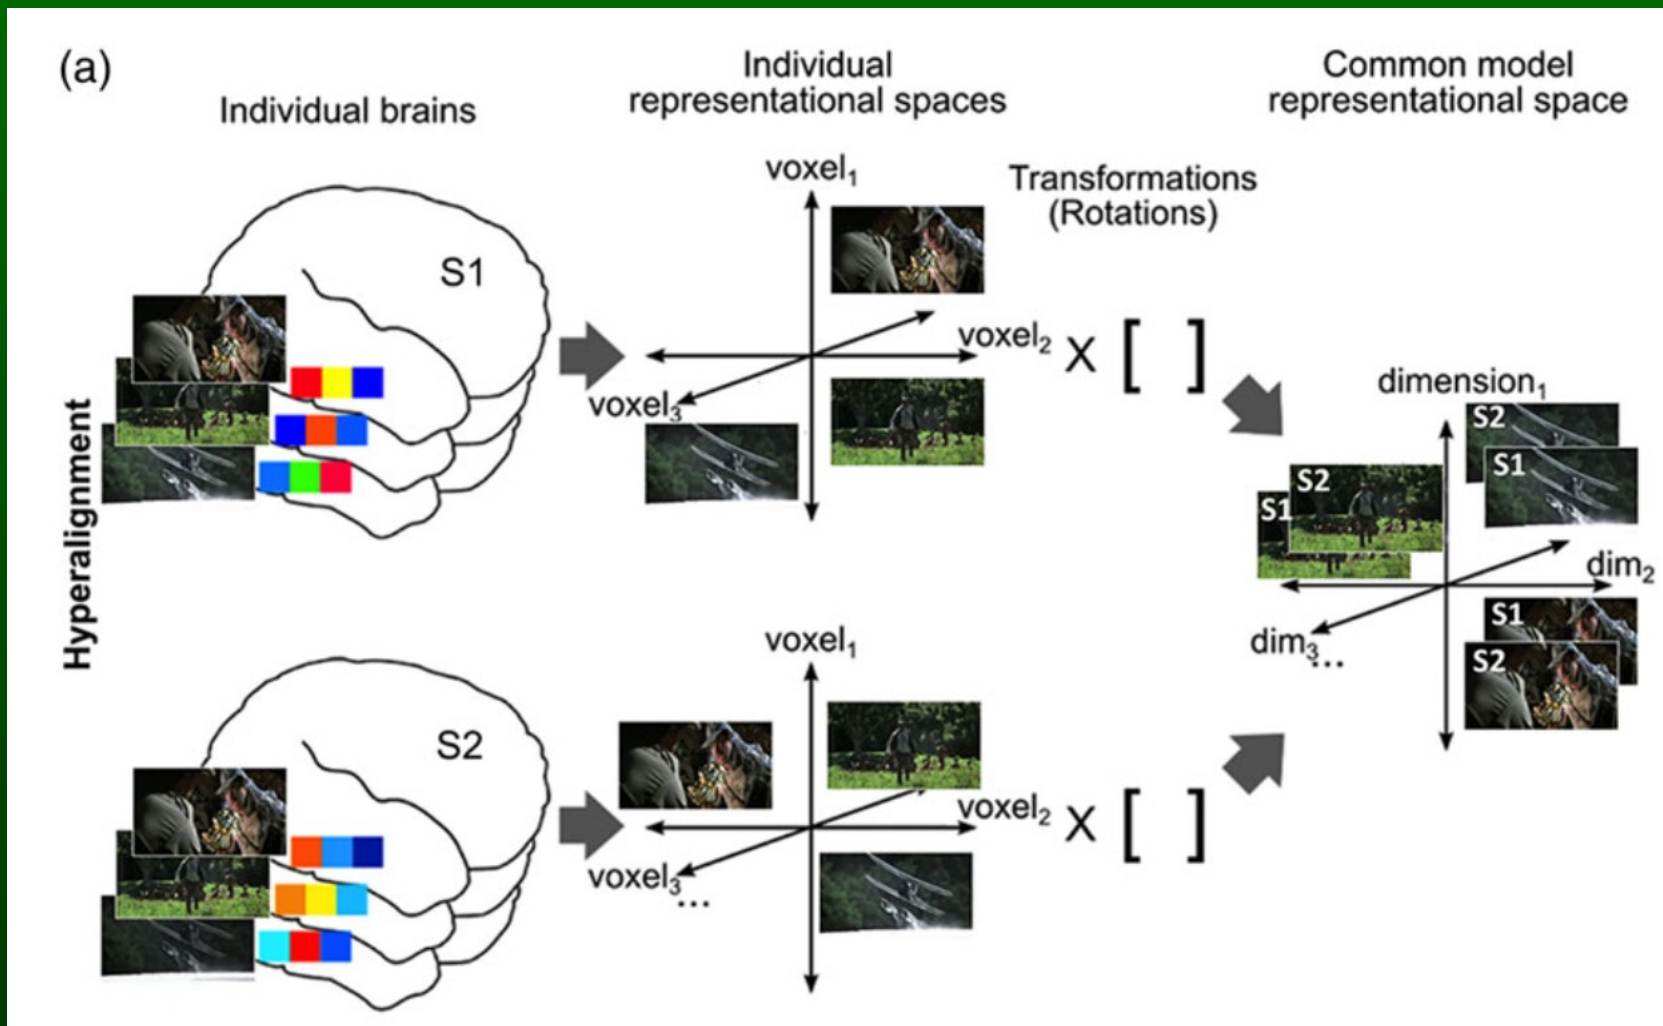 (a)
Individual brains
Individual
representational spaces
Common model
representational space
Transformations
(Rotations)
Hyperalignment
S1
voxel₁
voxel₂
voxel₃
X [ ]
S2
voxel₁
voxel₂
voxel₃
...
X [ ]
dimension₁
S2
S1
S2
S1
dim₂
dim₃
...
S1
S2